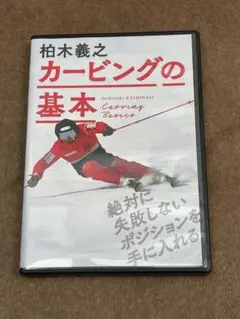 柏木義之
カービングの
基本
Yoshiyuki KASHIWAGI
Carving
Basics
絶対に
失敗しない
ポジションを
手に入れる